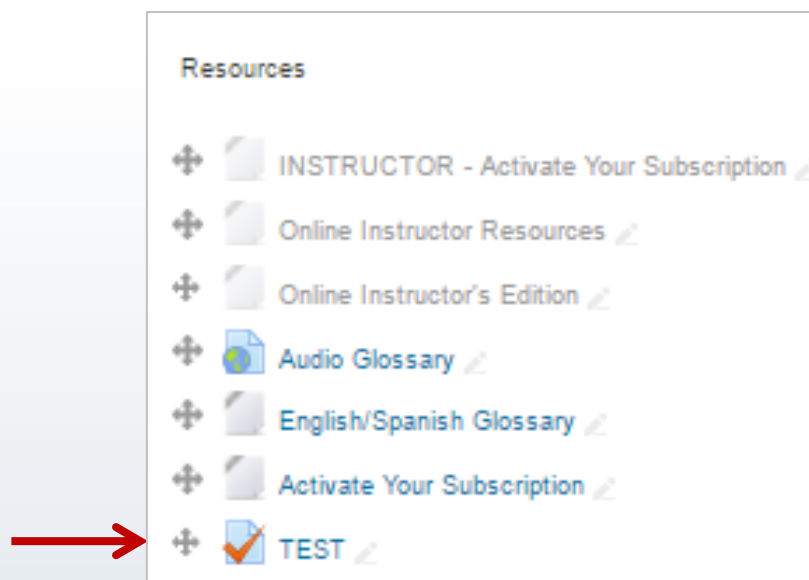 Resources
INSTRUCTOR - Activate Your Subscription
Online Instructor Resources
Online Instructor's Edition
Audio Glossary
English/Spanish Glossary
Activate Your Subscription
TEST